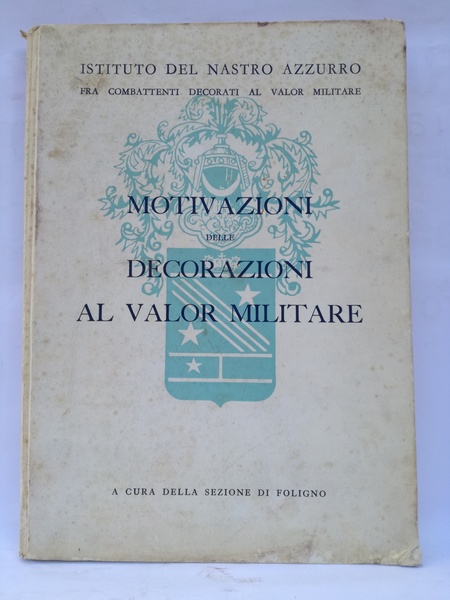 ISTITUTO DEL NASTRO AZZURRO
FRA COMBATTENTI DECORATI AL VALOR MILITARE
MOTIVAZIONI
DELLE
DECORAZIONI
AL VALOR MILITARE
A CURA DELLA SEZIONE DI FOLIGNO